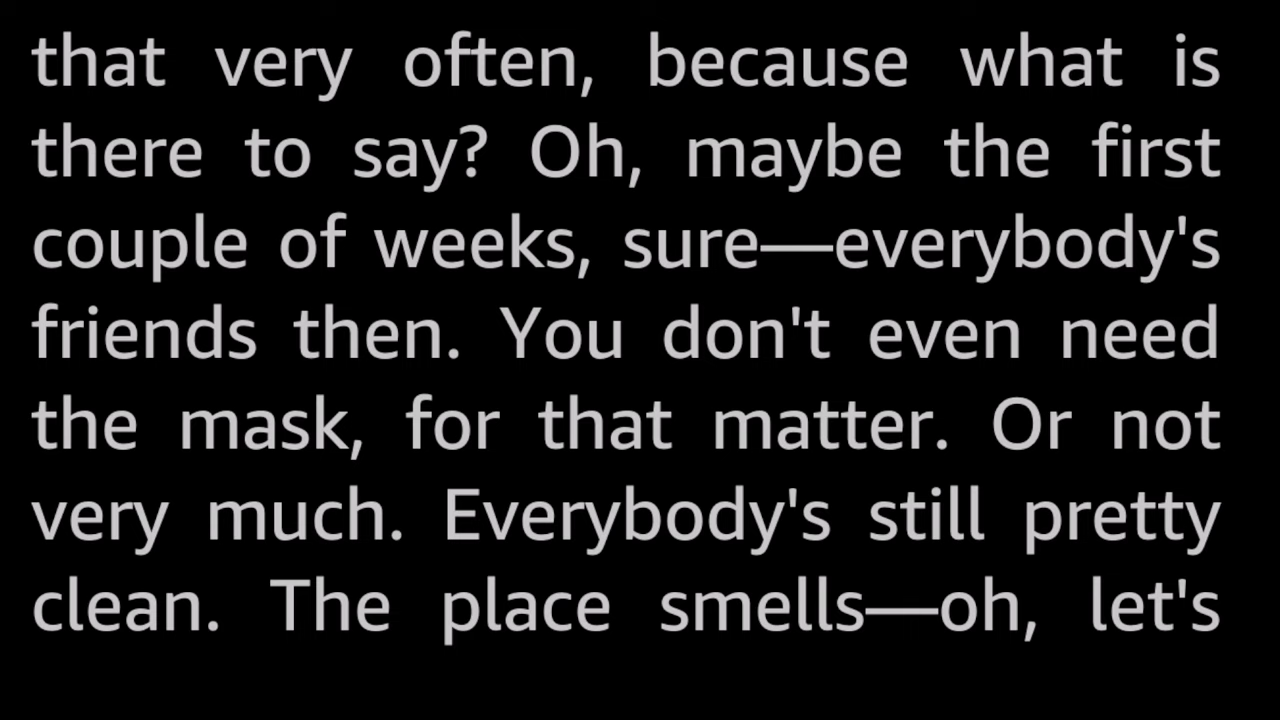 that very often, because what is
there to say? Oh, maybe the first
couple of weeks, sure—everybody's
friends then. You don't even need
the mask, for that matter. Or not
very much. Everybody's still pretty
clean. The place smells—oh, let's